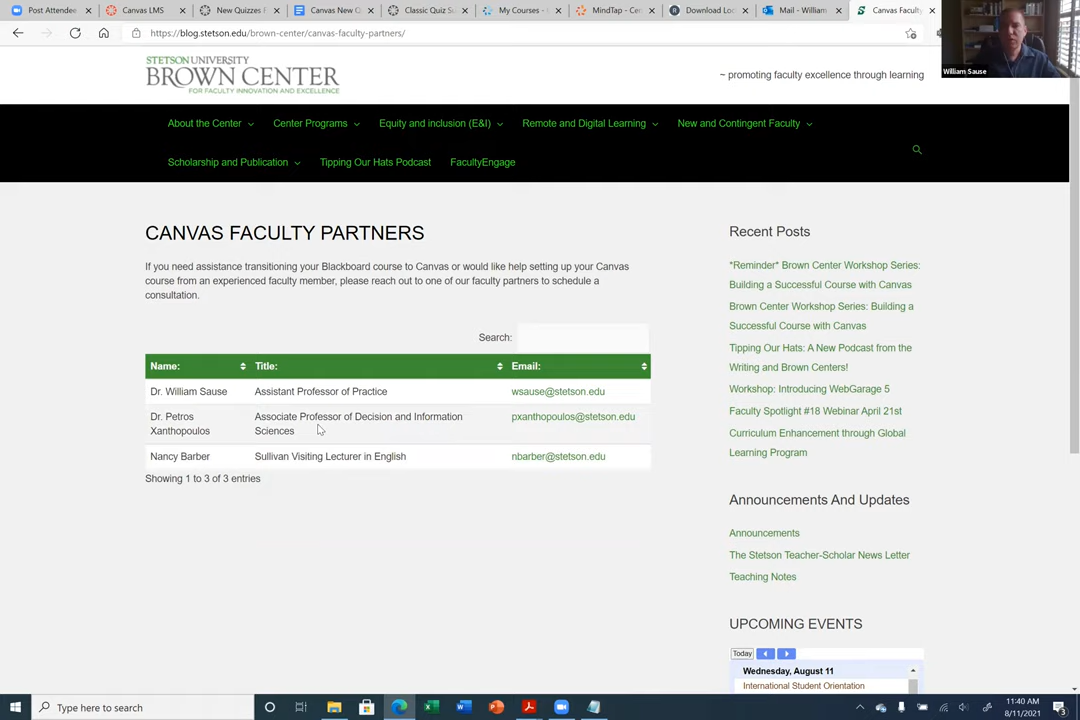 Post Attendee
Canvas LMS
New Quizzes F
Canvas New Q
Classic Quiz Su
My Courses -
MindTap - Cen
Download Loc
Mail - William
Canvas Faculty
https://blog.stetson.edu/brown-center/canvas-faculty-partners/
William Sause
STETSON UNIVERSITY
BROWN CENTER
FOR FACULTY INNOVATION AND EXCELLENCE
~ promoting faculty excellence through learning
About the Center
Center Programs
Equity and inclusion (E&I)
Remote and Digital Learning
New and Contingent Faculty
Scholarship and Publication
Tipping Our Hats Podcast
FacultyEngage
CANVAS FACULTY PARTNERS
If you need assistance transitioning your Blackboard course to Canvas or would like help setting up your Canvas
course from an experienced faculty member, please reach out to one of our faculty partners to schedule a
consultation.
Search:
Name: Title: Email:
Dr. William Sause Assistant Professor of Practice wsause@stetson.edu
Dr. Petros Associate Professor of Decision and Information pxanthopoulos@stetson.edu
Xanthopoulos Sciences
Nancy Barber Sullivan Visiting Lecturer in English nbarber@stetson.edu
Showing 1 to 3 of 3 entries
Recent Posts
*Reminder* Brown Center Workshop Series:
Building a Successful Course with Canvas
Brown Center Workshop Series: Building a
Successful Course with Canvas
Tipping Our Hats: A New Podcast from the
Writing and Brown Centers!
Workshop: Introducing WebGarage 5
Faculty Spotlight #18 Webinar April 21st
Curriculum Enhancement through Global
Learning Program
Announcements And Updates
Announcements
The Stetson Teacher-Scholar News Letter
Teaching Notes
UPCOMING EVENTS
Today
Wednesday, August 11
International Student Orientation
Type here to search
11:40 AM
8/11/2021
3